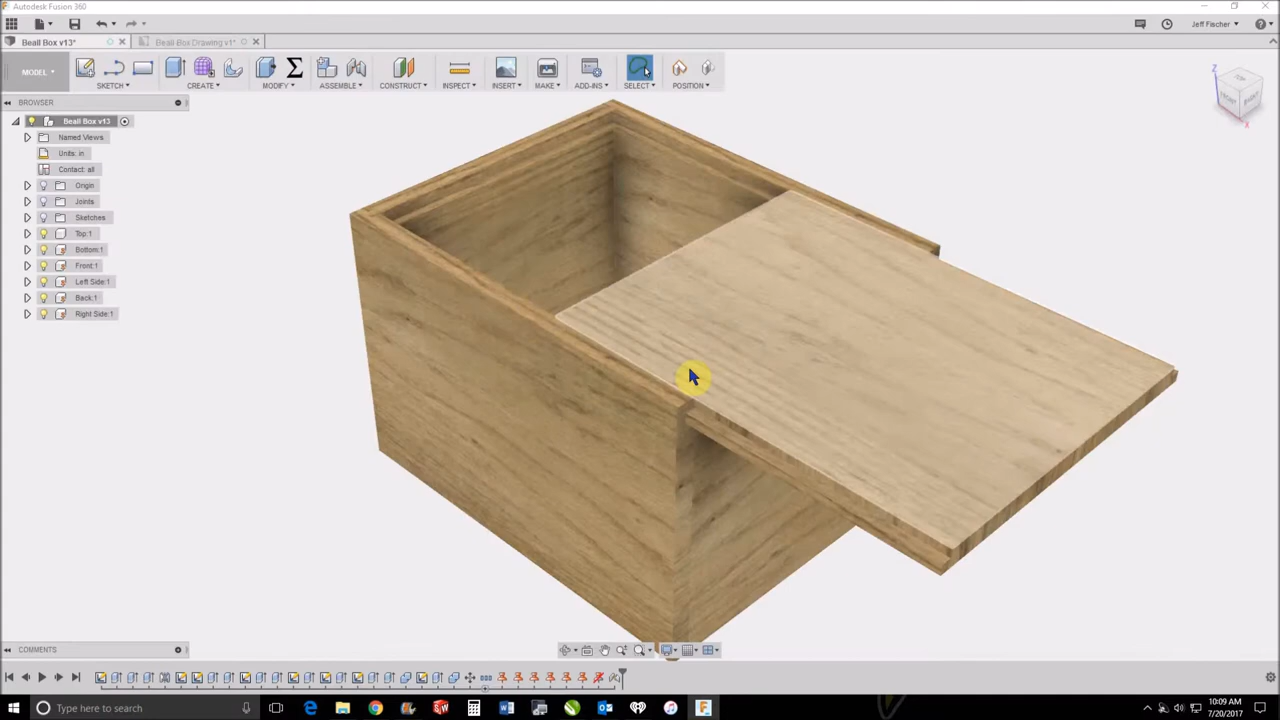 Autodesk Fusion 360
Jeff Fischer
Beall Box v13*
Beall Box Drawing v1*
MODEL
SKETCH
CREATE
MODIFY
ASSEMBLE
CONSTRUCT
INSPECT
INSERT
MAKE
ADD-INS
SELECT
POSITION
BROWSER
Z
TOP
FRONT
RIGHT
X
Beall Box v13
Named Views
Units: in
Contact: all
Origin
Joints
Sketches
Top:1
Bottom:1
Front:1
Left Side:1
Back:1
Right Side:1
COMMENTS
Type here to search
10:09 AM
7/20/2017